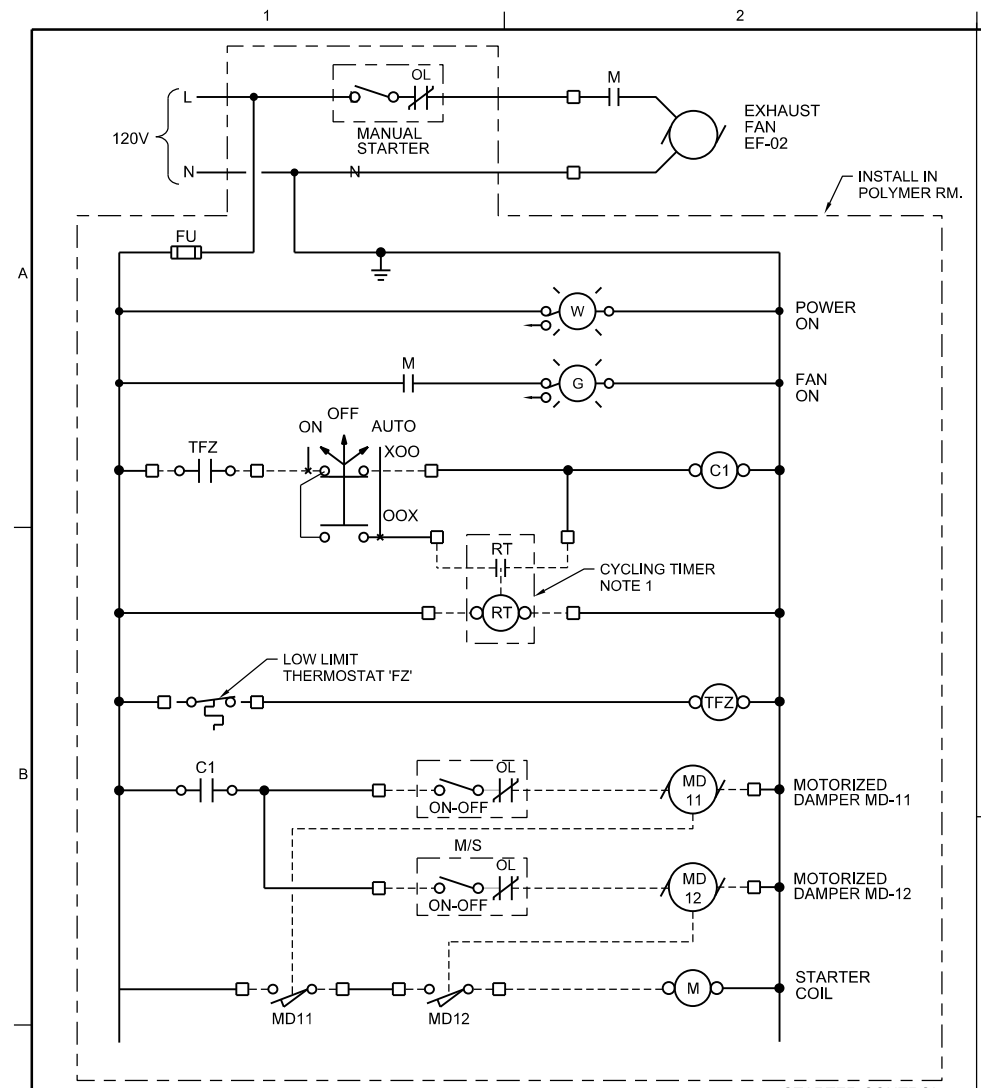 1
2
L
OL
M
120V
MANUAL
STARTER
EXHAUST
FAN
EF-02
N
N
INSTALL IN
POLYMER RM.
FU
A
W
POWER
ON
M
G
FAN
ON
OFF
ON
AUTO
TFZ
XOO
C1
OOX
RT
CYCLING TIMER
NOTE 1
RT
LOW LIMIT
THERMOSTAT 'FZ'
TFZ
B
C1
OL
ON-OFF
MD
11
MOTORIZED
DAMPER MD-11
M/S
OL
ON-OFF
MD
12
MOTORIZED
DAMPER MD-12
MD11
MD12
M
STARTER
COIL